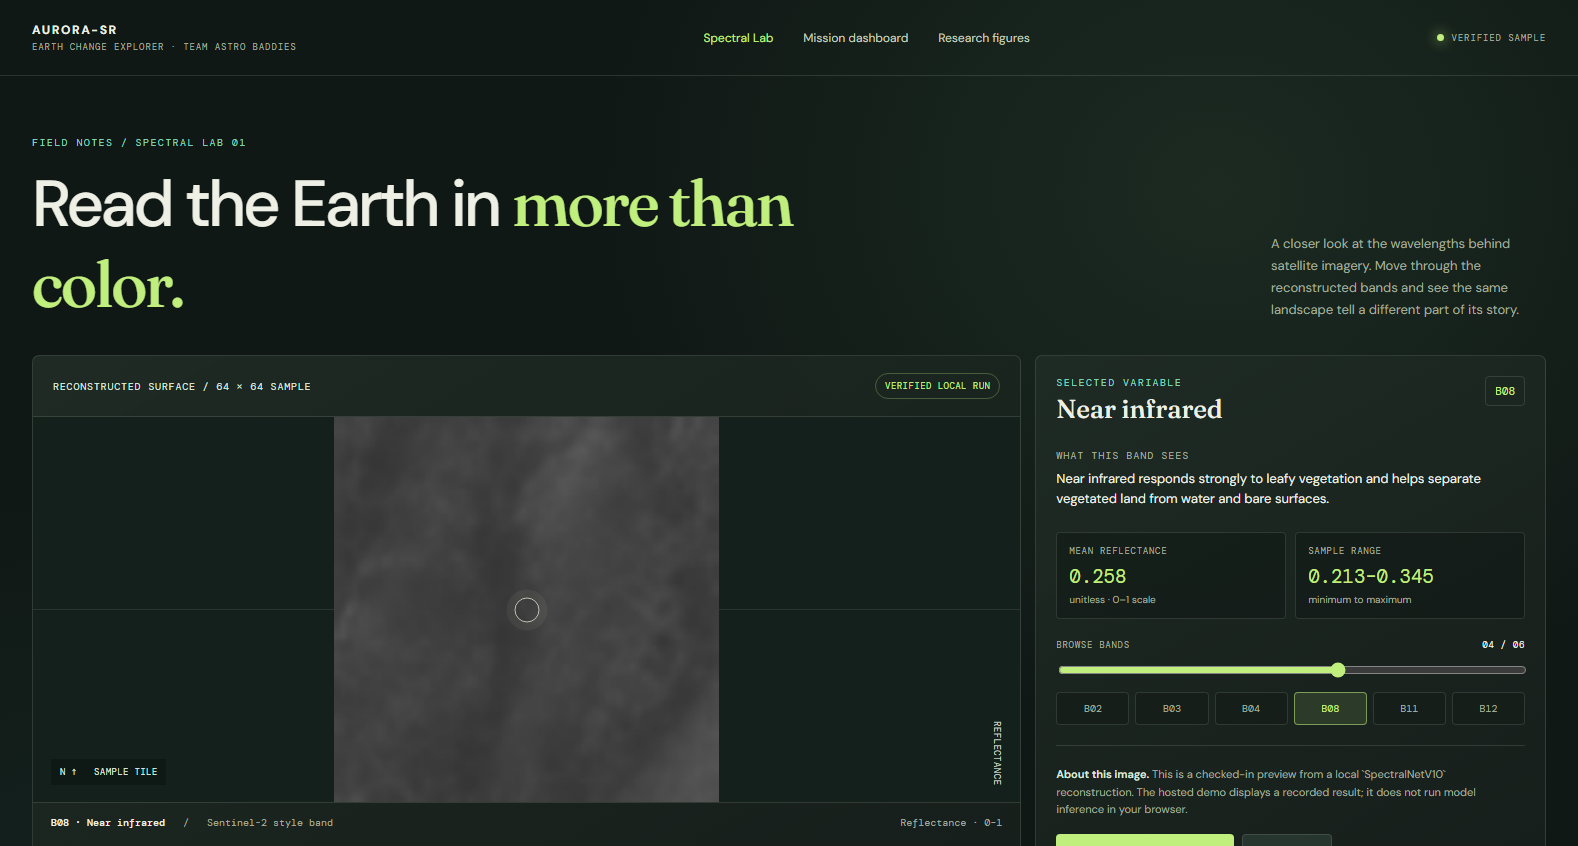 AURORA-SR
EARTH CHANGE EXPLORER · TEAM ASTRO BADDIES
Spectral Lab
Mission dashboard
Research figures
VERIFIED SAMPLE
FIELD NOTES / SPECTRAL LAB 01
Read the Earth in more than
color.
A closer look at the wavelengths behind
satellite imagery. Move through the
reconstructed bands and see the same
landscape tell a different part of its story.
RECONSTRUCTED SURFACE / 64 × 64 SAMPLE
VERIFIED LOCAL RUN
N ↑ SAMPLE TILE
REFLECTANCE
B08 · Near infrared / Sentinel-2 style band
Reflectance · 0–1
SELECTED VARIABLE
Near infrared
B08
WHAT THIS BAND SEES
Near infrared responds strongly to leafy vegetation and helps separate
vegetated land from water and bare surfaces.
MEAN REFLECTANCE
0.258
unitless · 0–1 scale
SAMPLE RANGE
0.213–0.345
minimum to maximum
BROWSE BANDS
04 / 06
B02
B03
B04
B08
B11
B12
About this image. This is a checked-in preview from a local `SpectralNetV10`
reconstruction. The hosted demo displays a recorded result; it does not run model
inference in your browser.